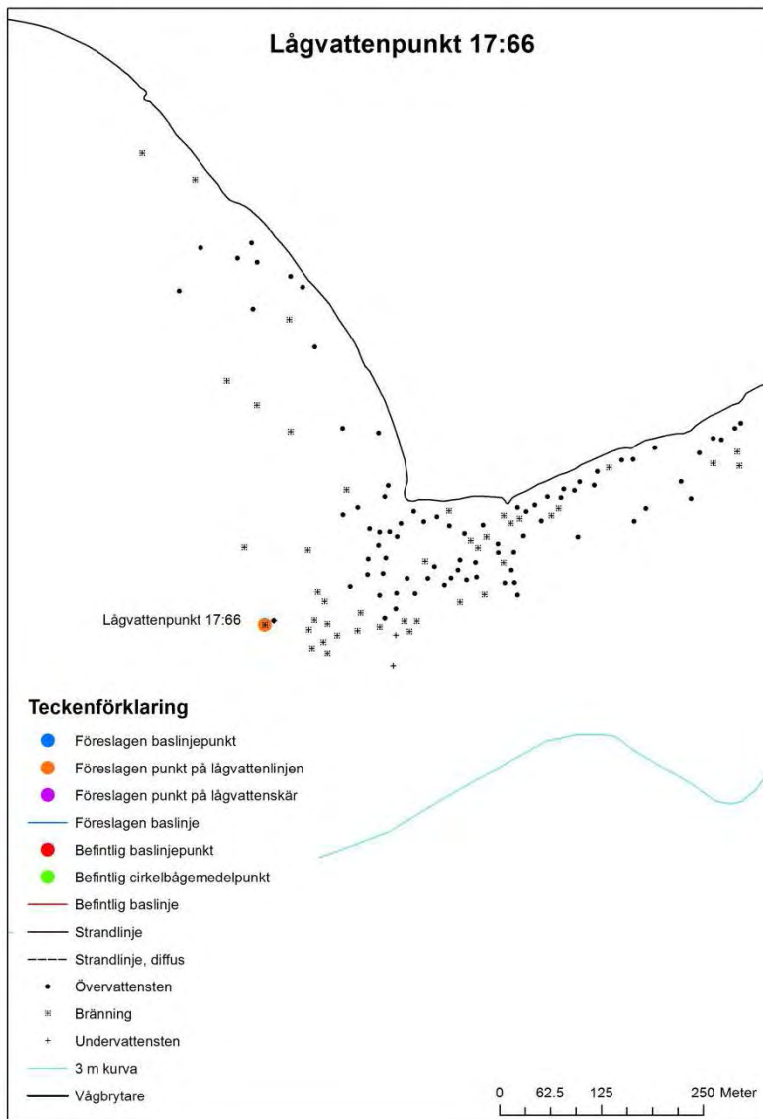 Lågvattenpunkt 17:66
Lågvattenpunkt 17:66
Teckenförklaring
Föreslagen baslinjepunkt
Föreslagen punkt på lågvattenlinjen
Föreslagen punkt på lågvattenskär
Föreslagen baslinje
Befintlig baslinjepunkt
Befintlig cirkelbågemedelpunkt
Befintlig baslinje
Strandlinje
Strandlinje, diffus
Övervattensten
Bränning
Undervattensten
3 m kurva
Vågbrytare
0 62.5 125 250 Meter